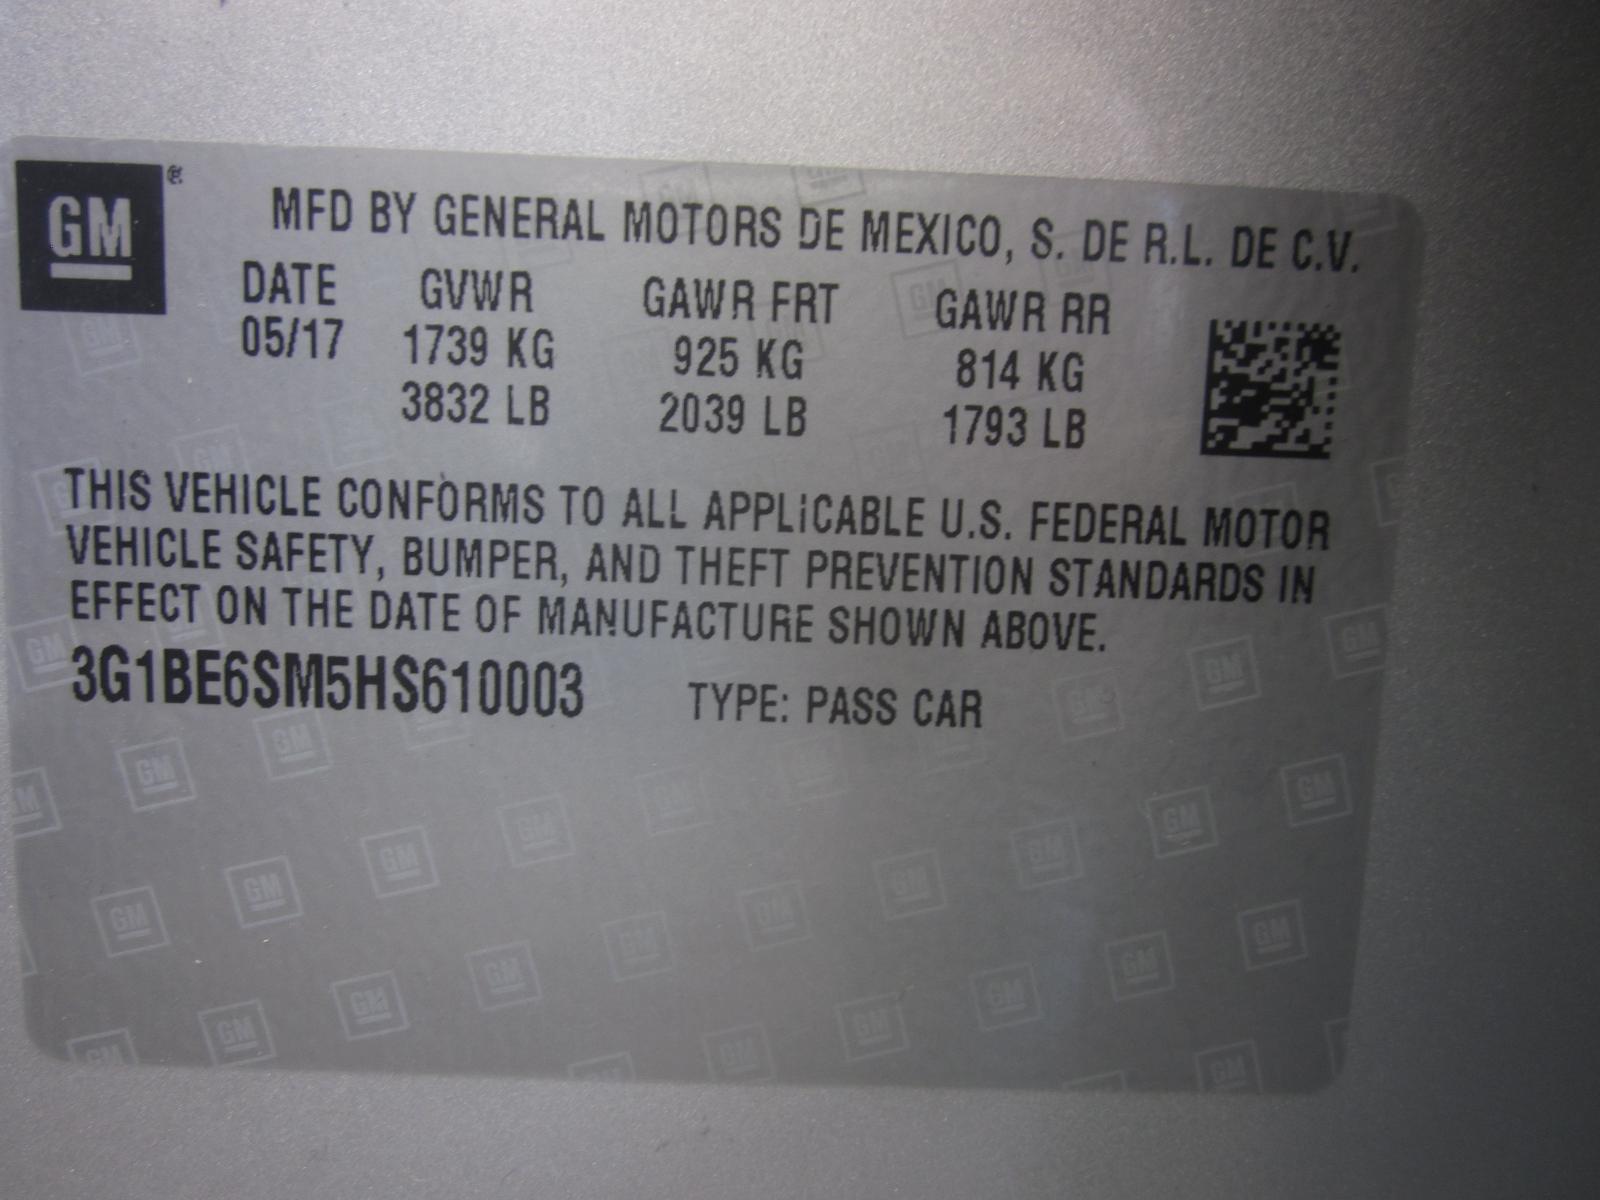 GM®
MFD BY GENERAL MOTORS DE MEXICO, S. DE R.L. DE C.V.
DATE GVWR GAWR FRT GAWR RR
05/17 1739 KG 925 KG 814 KG
3832 LB 2039 LB 1793 LB
THIS VEHICLE CONFORMS TO ALL APPLICABLE U.S. FEDERAL MOTOR
VEHICLE SAFETY, BUMPER, AND THEFT PREVENTION STANDARDS IN
EFFECT ON THE DATE OF MANUFACTURE SHOWN ABOVE.
3G1BE6SM5HS610003 TYPE: PASS CAR